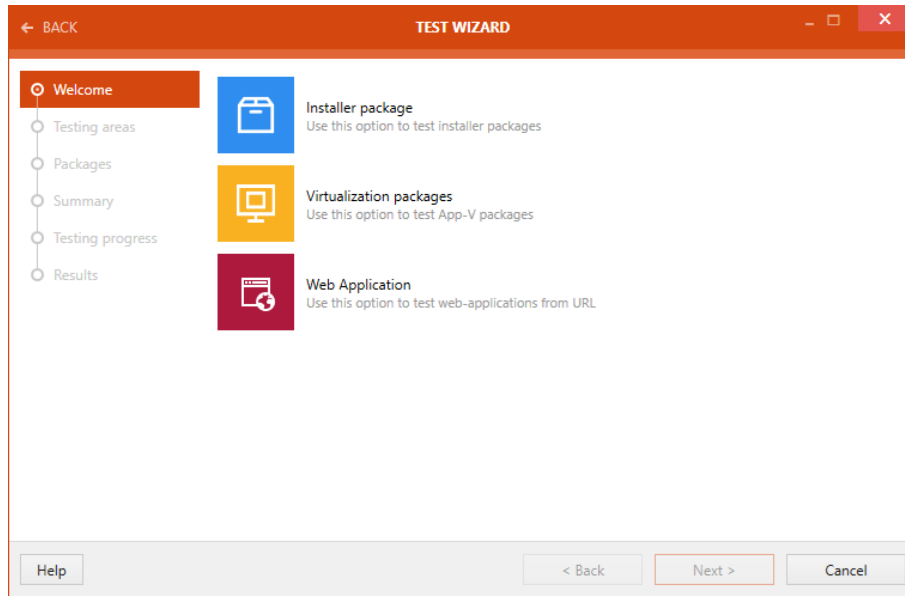 BACK
TEST WIZARD
Welcome
Testing areas
Packages
Summary
Testing progress
Results
Installer package
Use this option to test installer packages
Virtualization packages
Use this option to test App-V packages
Web Application
Use this option to test web-applications from URL
Help
< Back
Next >
Cancel